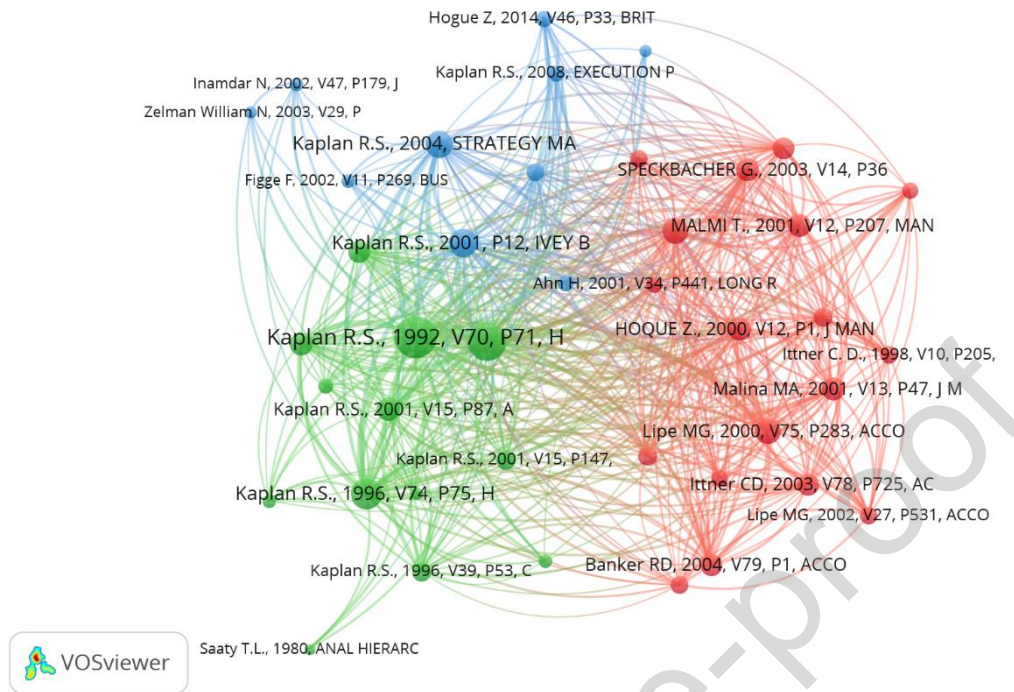 Hogue Z, 2014, V46, P33, BRIT
Kaplan R.S., 2008, EXECUTION P
Inamdar N, 2002, V47, P179, J
Zelman William N, 2003, V29, P
Kaplan R.S., 2004, STRATEGY MA
SPECKBACHER G., 2003, V14, P36
Figge F, 2002, V11, P269, BUS
MALMI T., 2001, V12, P207, MAN
Kaplan R.S., 2001, P12, IVEY B
Ahn H, 2001, V34, P441, LONG R
HOQUE Z., 2000, V12, P1, J MAN
Kaplan R.S., 1992, V70, P71, H
Ittner C. D., 1998, V10, P205,
Malina MA, 2001, V13, P47, J M
Kaplan R.S., 2001, V15, P87, A
Lipe MG, 2000, V75, P283, ACCO
Kaplan R.S., 2001, V15, P147,
Ittner CD, 2003, V78, P725, AC
Kaplan R.S., 1996, V74, P75, H
Lipe MG, 2002, V27, P531, ACCO
Banker RD, 2004, V79, P1, ACCO
Kaplan R.S., 1996, V39, P53, C
Saaty T.L., 1980, ANAL HIERARC
VOSviewer
e-proof